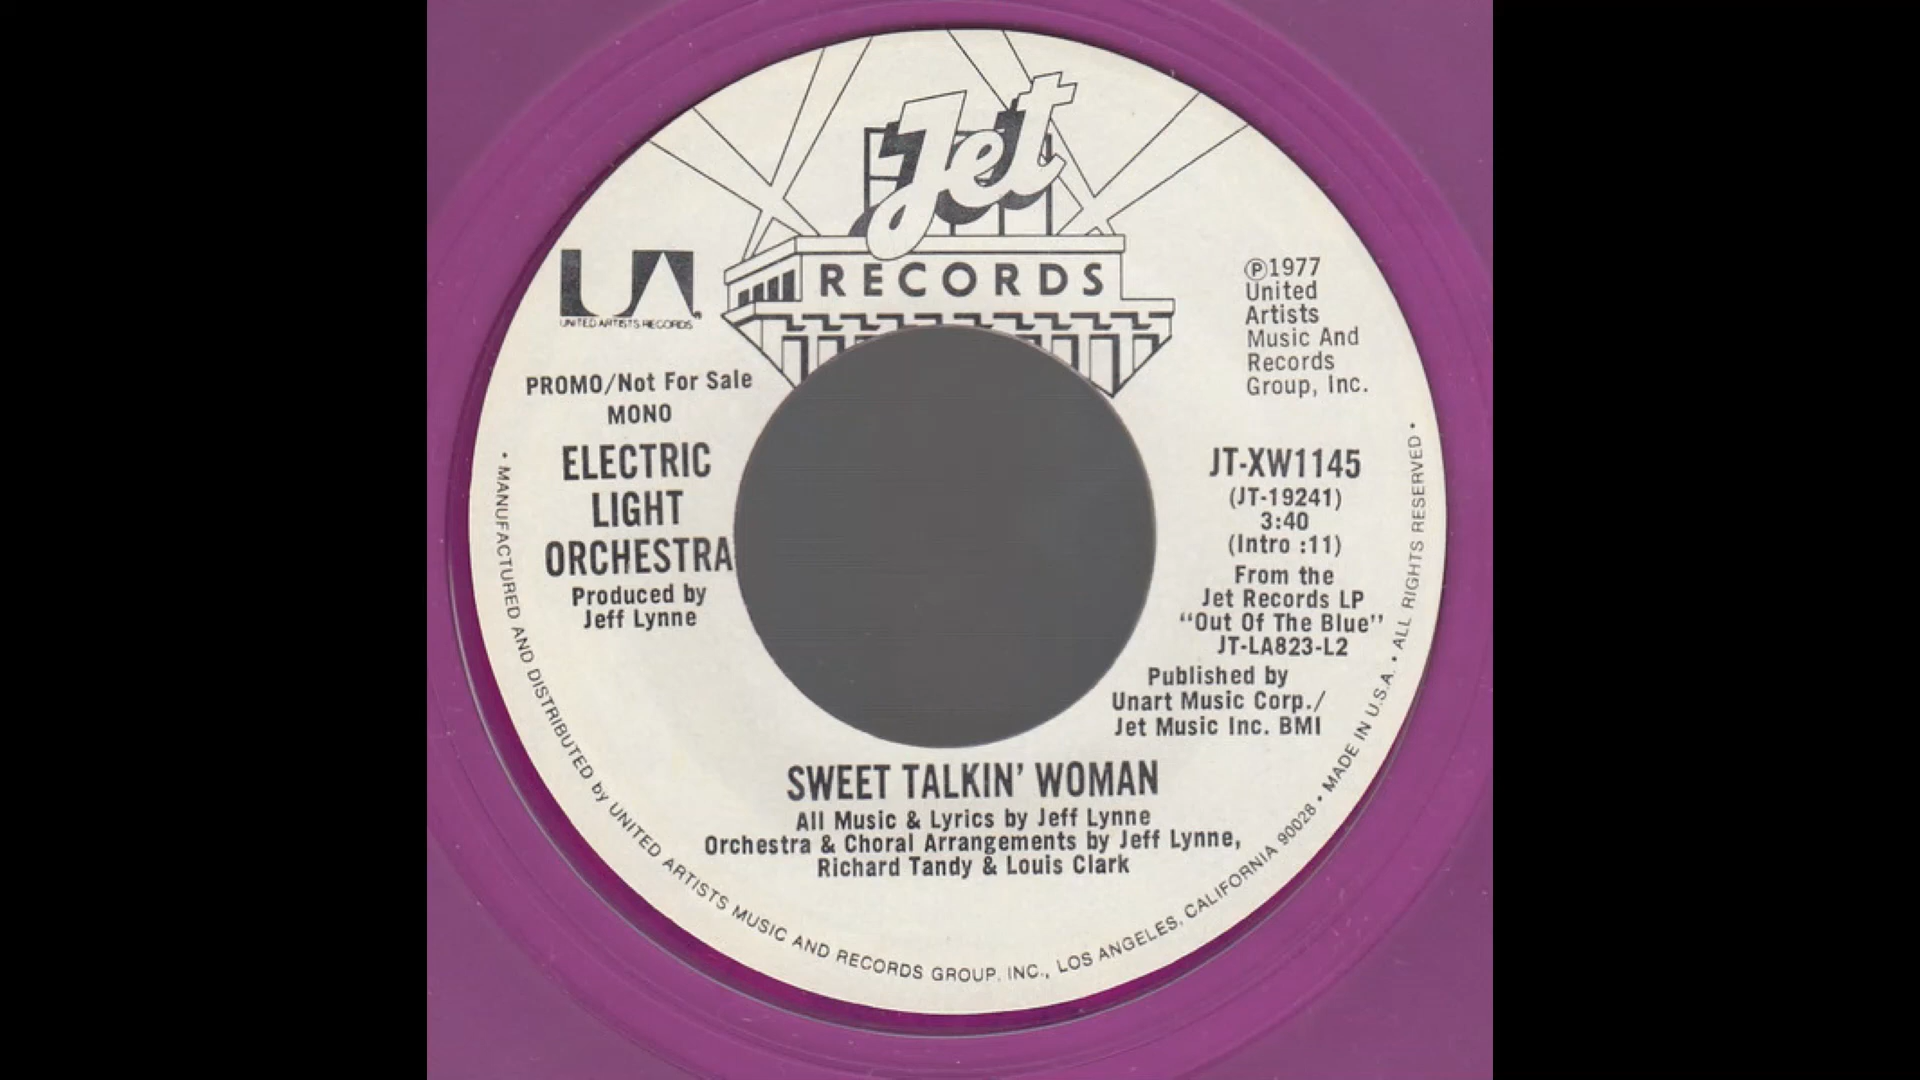 Jet
RECORDS
UA
UNITED ARTISTS RECORDS
PROMO/Not For Sale
MONO
ELECTRIC
LIGHT
ORCHESTRA
Produced by
Jeff Lynne
Ⓟ1977
United
Artists
Music And
Records
Group, Inc.
JT-XW1145
(JT-19241)
3:40
(Intro :11)
From the
Jet Records LP
“Out Of The Blue”
JT-LA823-L2
Published by
Unart Music Corp./
Jet Music Inc. BMI
SWEET TALKIN’ WOMAN
All Music & Lyrics by Jeff Lynne
Orchestra & Choral Arrangements by Jeff Lynne,
Richard Tandy & Louis Clark
• MANUFACTURED AND DISTRIBUTED by UNITED ARTISTS MUSIC AND RECORDS GROUP, INC., LOS ANGELES, CALIFORNIA 90028 • MADE IN U.S.A. • ALL RIGHTS RESERVED •